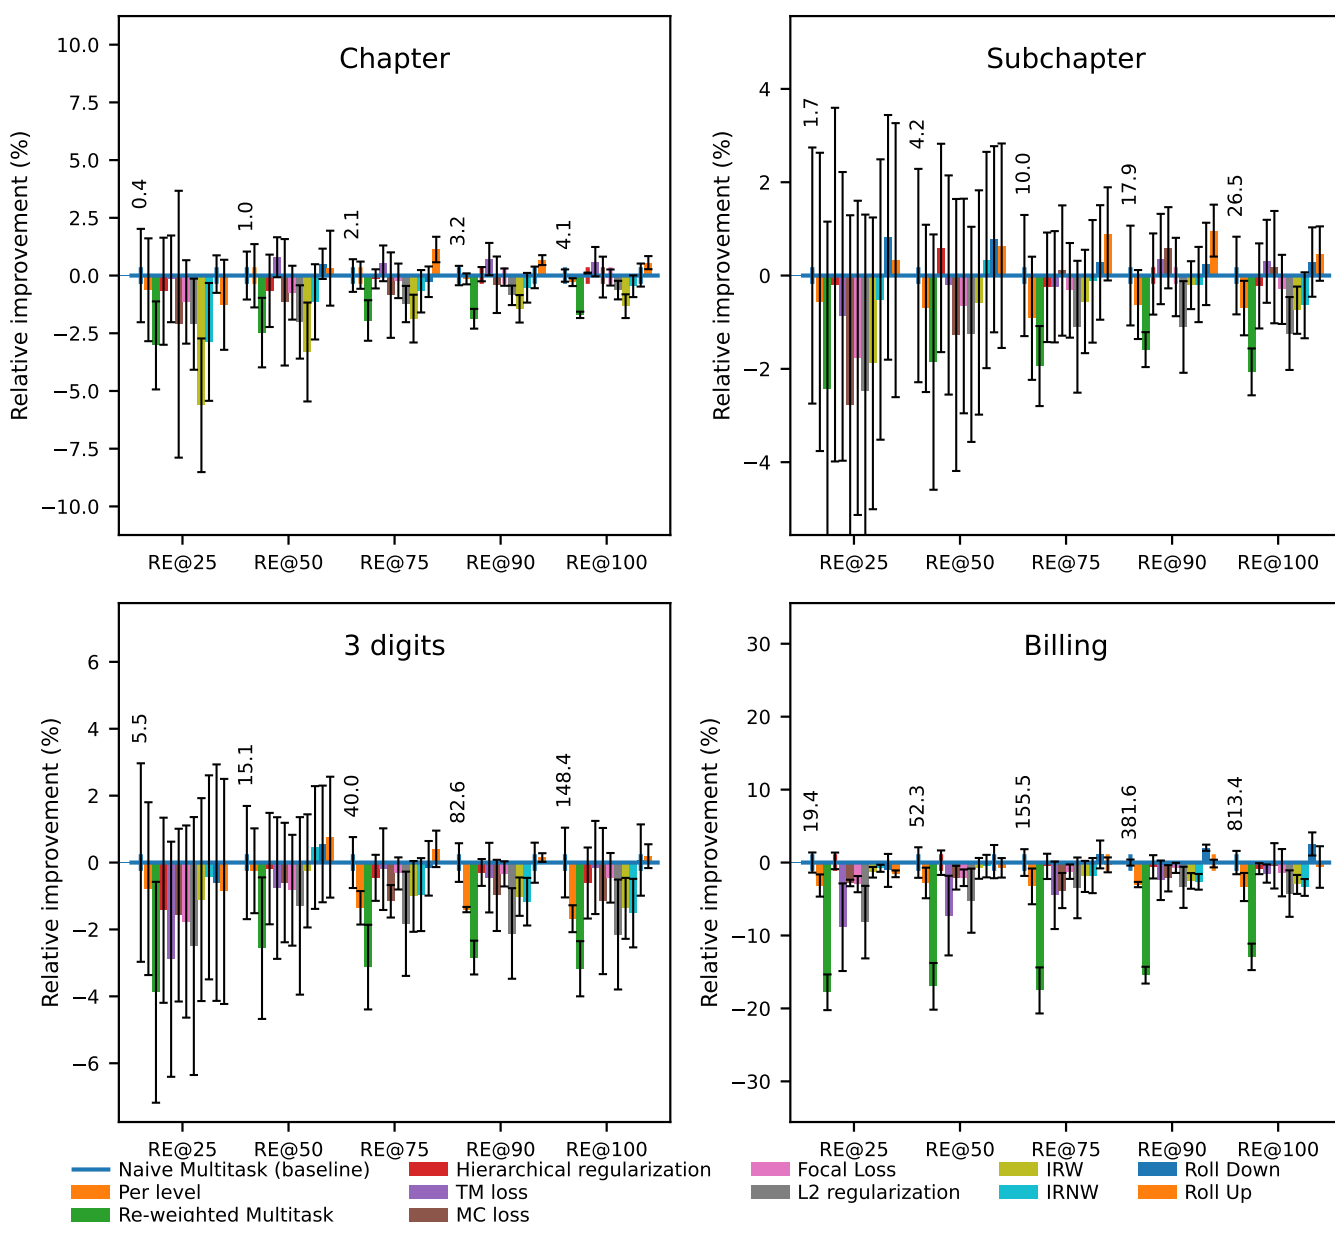 Chapter
Relative improvement (%)
10.0
7.5
5.0
2.5
0.0
−2.5
−5.0
−7.5
−10.0
0.4
1.0
2.1
3.2
4.1
RE@25
RE@50
RE@75
RE@90
RE@100
Subchapter
Relative improvement (%)
4
2
0
−2
−4
1.7
4.2
10.0
17.9
26.5
RE@25
RE@50
RE@75
RE@90
RE@100
3 digits
Relative improvement (%)
6
4
2
0
−2
−4
−6
5.5
15.1
40.0
82.6
148.4
RE@25
RE@50
RE@75
RE@90
RE@100
Billing
Relative improvement (%)
30
20
10
0
−10
−20
−30
19.4
52.3
155.5
381.6
813.4
RE@25
RE@50
RE@75
RE@90
RE@100
Naive Multitask (baseline)
Per level
Re-weighted Multitask
Hierarchical regularization
TM loss
MC loss
Focal Loss
L2 regularization
IRW
IRNW
Roll Down
Roll Up